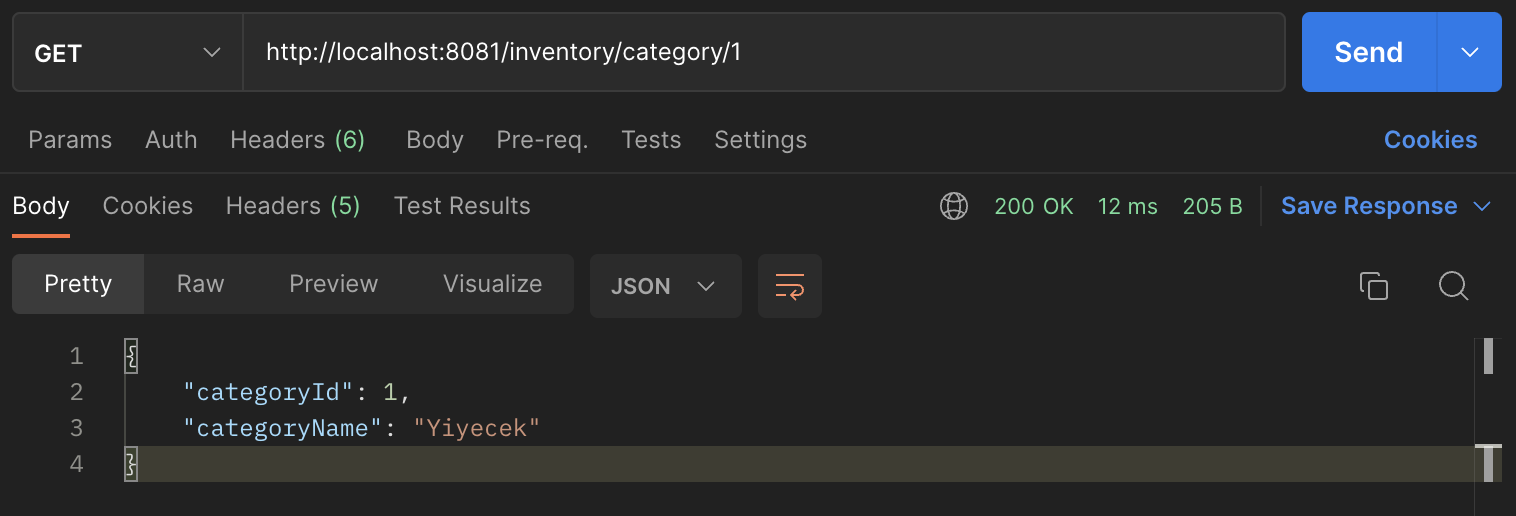 GET http://localhost:8081/inventory/category/1 Send
Params Auth Headers (6) Body Pre-req. Tests Settings Cookies
Body Cookies Headers (5) Test Results 200 OK 12 ms 205 B Save Response
Pretty Raw Preview Visualize JSON
1 {
2 "categoryId": 1,
3 "categoryName": "Yiyecek"
4 }